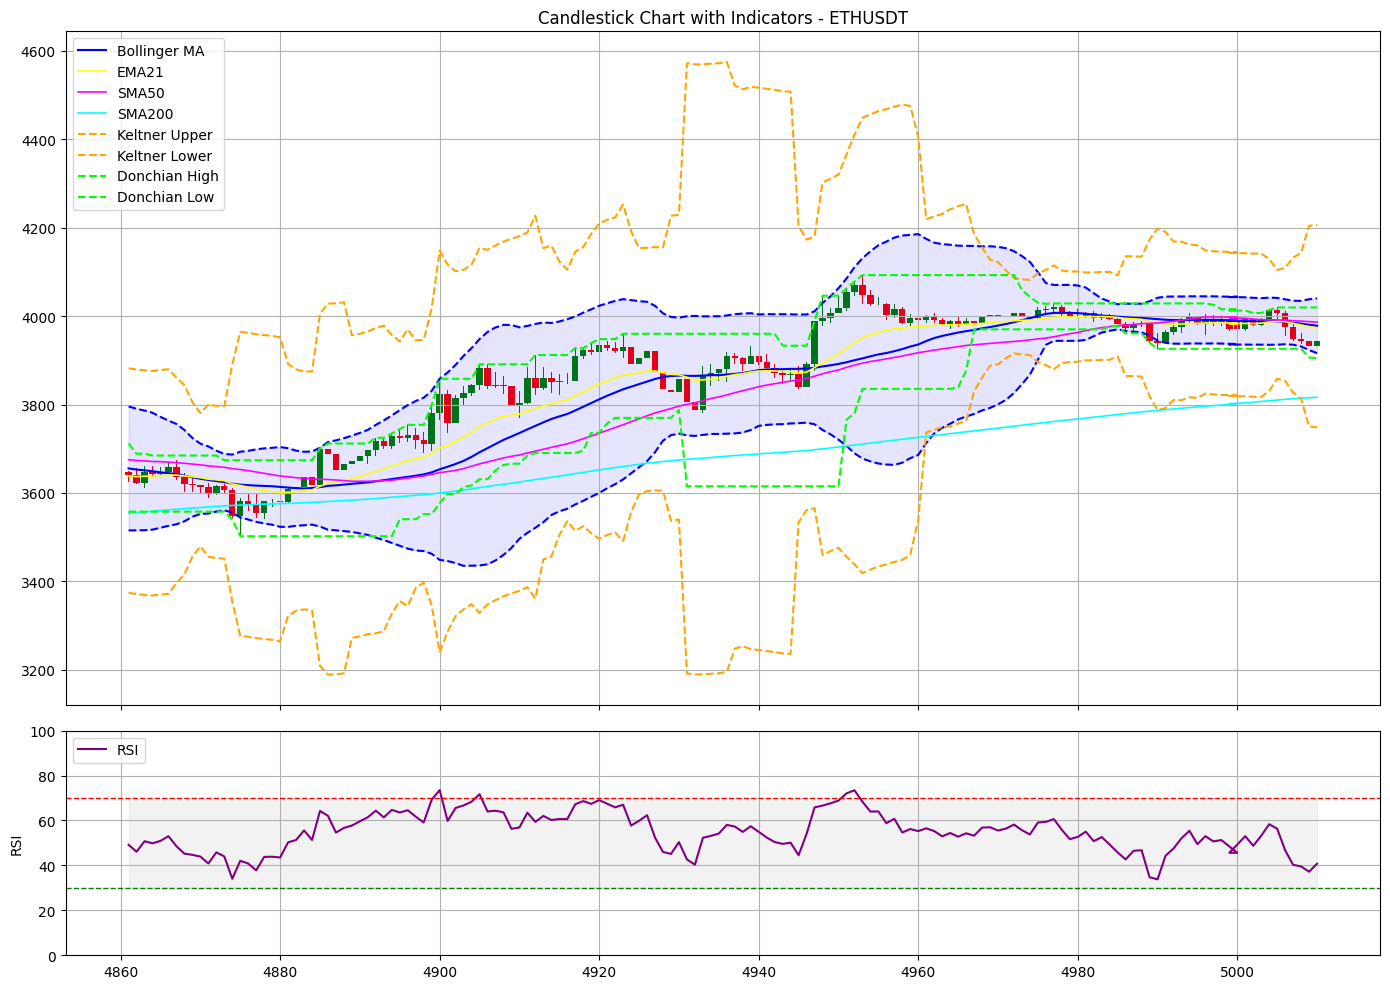 Candlestick Chart with Indicators - ETHUSDT
4600
4400
4200
4000
3800
3600
3400
3200
Bollinger MA
EMA21
SMA50
SMA200
Keltner Upper
Keltner Lower
Donchian High
Donchian Low
100
80
60
40
20
0
RSI
RSI
4860 4880 4900 4920 4940 4960 4980 5000